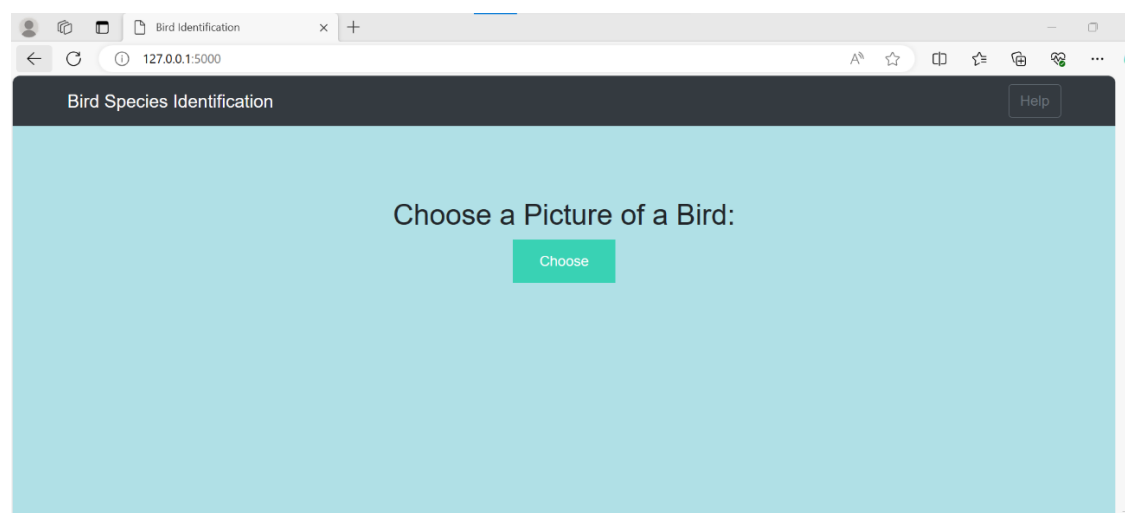 Bird Identification
127.0.0.1:5000
Bird Species Identification
Help
Choose a Picture of a Bird:
Choose